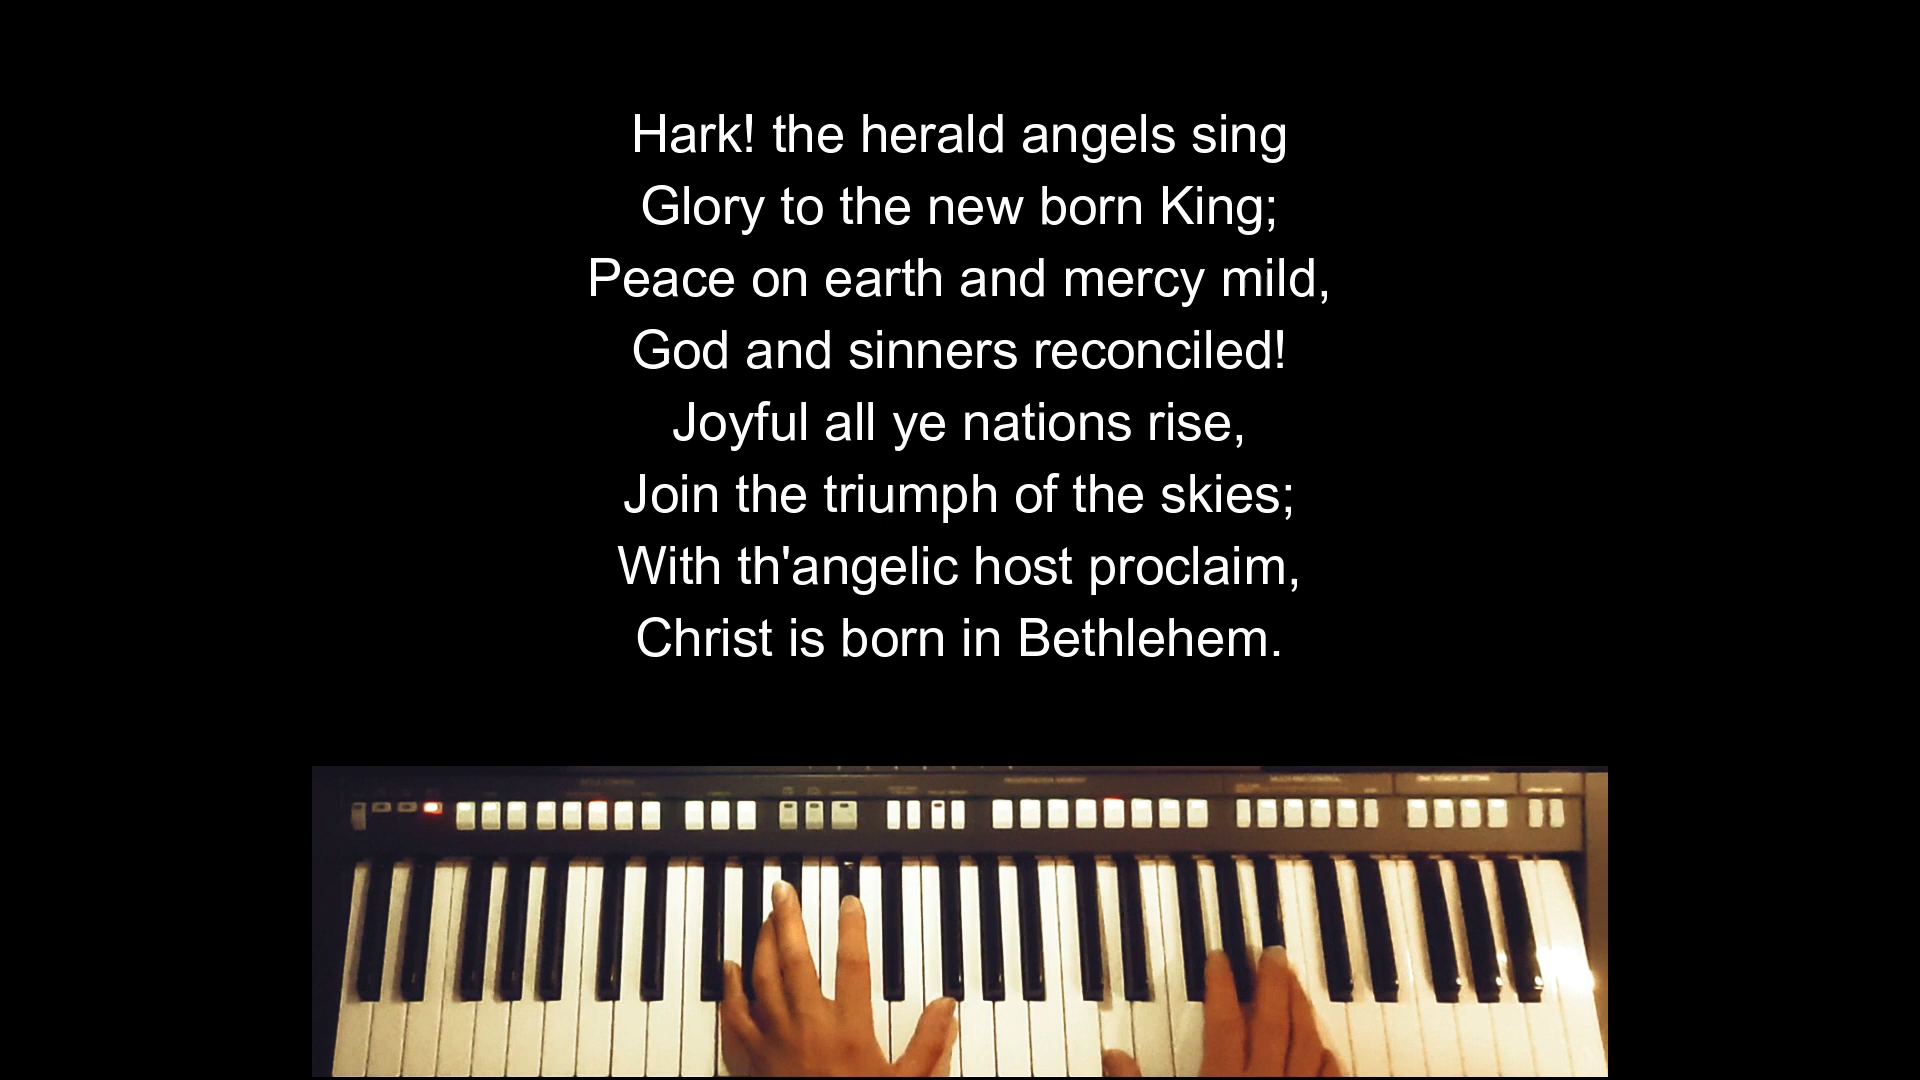 Hark! the herald angels sing
Glory to the new born King;
Peace on earth and mercy mild,
God and sinners reconciled!
Joyful all ye nations rise,
Join the triumph of the skies;
With th'angelic host proclaim,
Christ is born in Bethlehem.